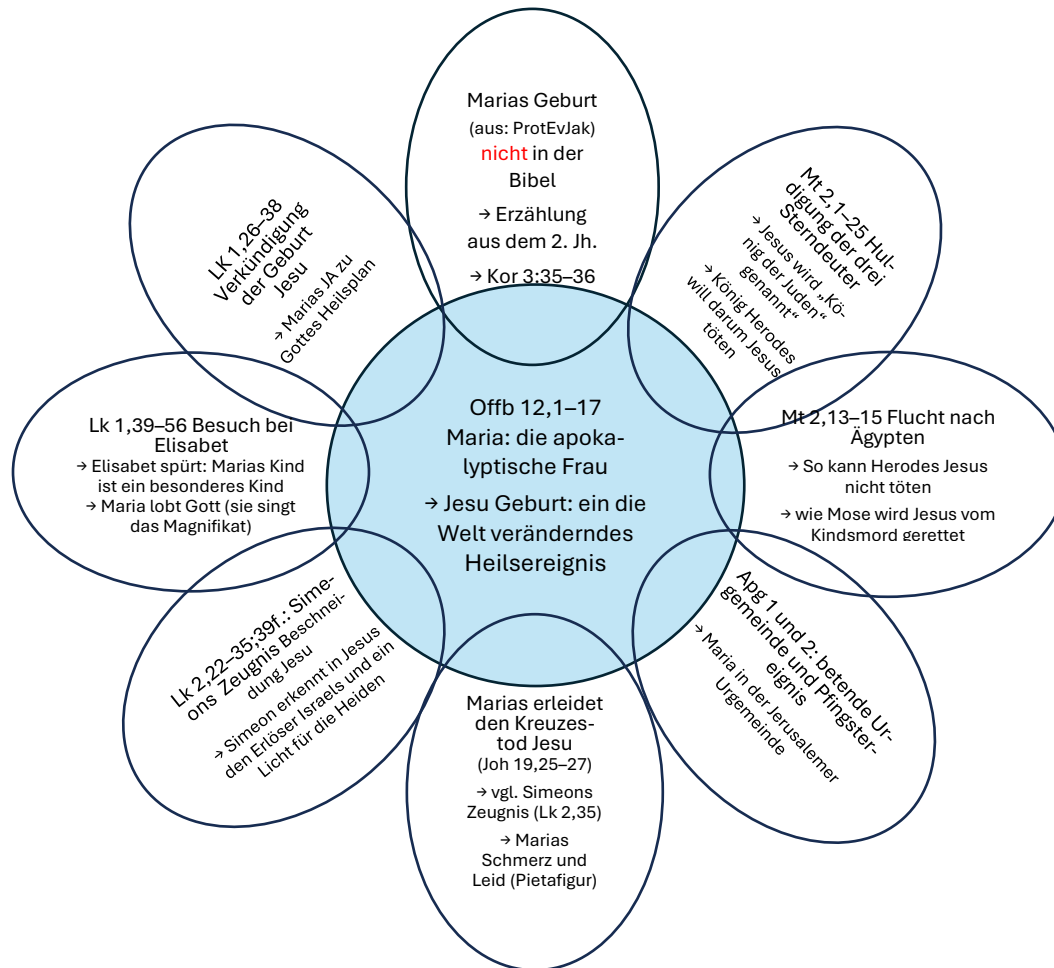 Marias Geburt
(aus: ProtEvJak)
nicht in der
Bibel
→ Erzählung
aus dem 2. Jh.
→ Kor 3:35–36
Mt 2,1–25 Hul-
digung der drei
Sterndeuter
→ Jesus wird „Kö-
nig der Juden“
genannt“
→ König Herodes
will darum Jesus
töten
Mt 2,13–15 Flucht nach
Ägypten
→ So kann Herodes Jesus
nicht töten
→ wie Mose wird Jesus vom
Kindsmord gerettet
Apg 1 und 2: betende Ur-
gemeinde und Pfingster-
eignis
→ Maria in der Jerusalemer
Urgemeinde
Marias erleidet
den Kreuzes-
tod Jesu
(Joh 19,25–27)
→ vgl. Simeons
Zeugnis (Lk 2,35)
→ Marias
Schmerz und
Leid (Pietafigur)
Lk 2,22–35;39f.: Sime-
ons Zeugnis Beschnei-
dung Jesu
→ Simeon erkennt in Jesus
den Erlöser Israels und ein
Licht für die Heiden
Lk 1,39–56 Besuch bei
Elisabet
→ Elisabet spürt: Marias Kind
ist ein besonderes Kind
→ Maria lobt Gott (sie singt
das Magnifikat)
LK 1,26–38
Verkündigung
der Geburt
Jesu
→ Marias JA zu
Gottes Heilsplan
Offb 12,1–17
Maria: die apoka-
lyptische Frau
→ Jesu Geburt: ein die
Welt veränderndes
Heilsereignis